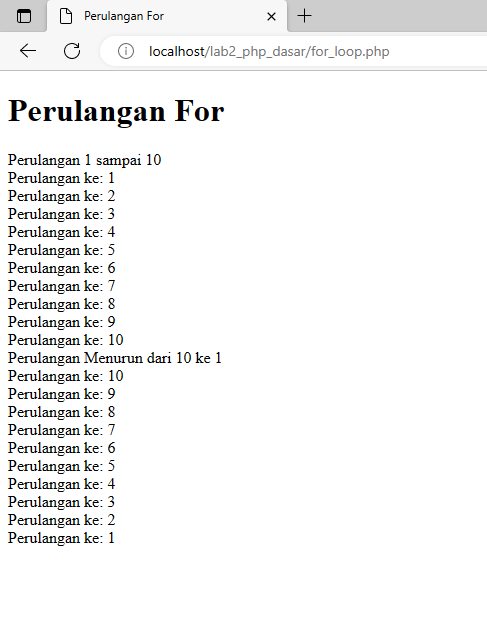 Perulangan For
localhost/lab2_php_dasar/for_loop.php
Perulangan For
Perulangan 1 sampai 10
Perulangan ke: 1
Perulangan ke: 2
Perulangan ke: 3
Perulangan ke: 4
Perulangan ke: 5
Perulangan ke: 6
Perulangan ke: 7
Perulangan ke: 8
Perulangan ke: 9
Perulangan ke: 10
Perulangan Menurun dari 10 ke 1
Perulangan ke: 10
Perulangan ke: 9
Perulangan ke: 8
Perulangan ke: 7
Perulangan ke: 6
Perulangan ke: 5
Perulangan ke: 4
Perulangan ke: 3
Perulangan ke: 2
Perulangan ke: 1